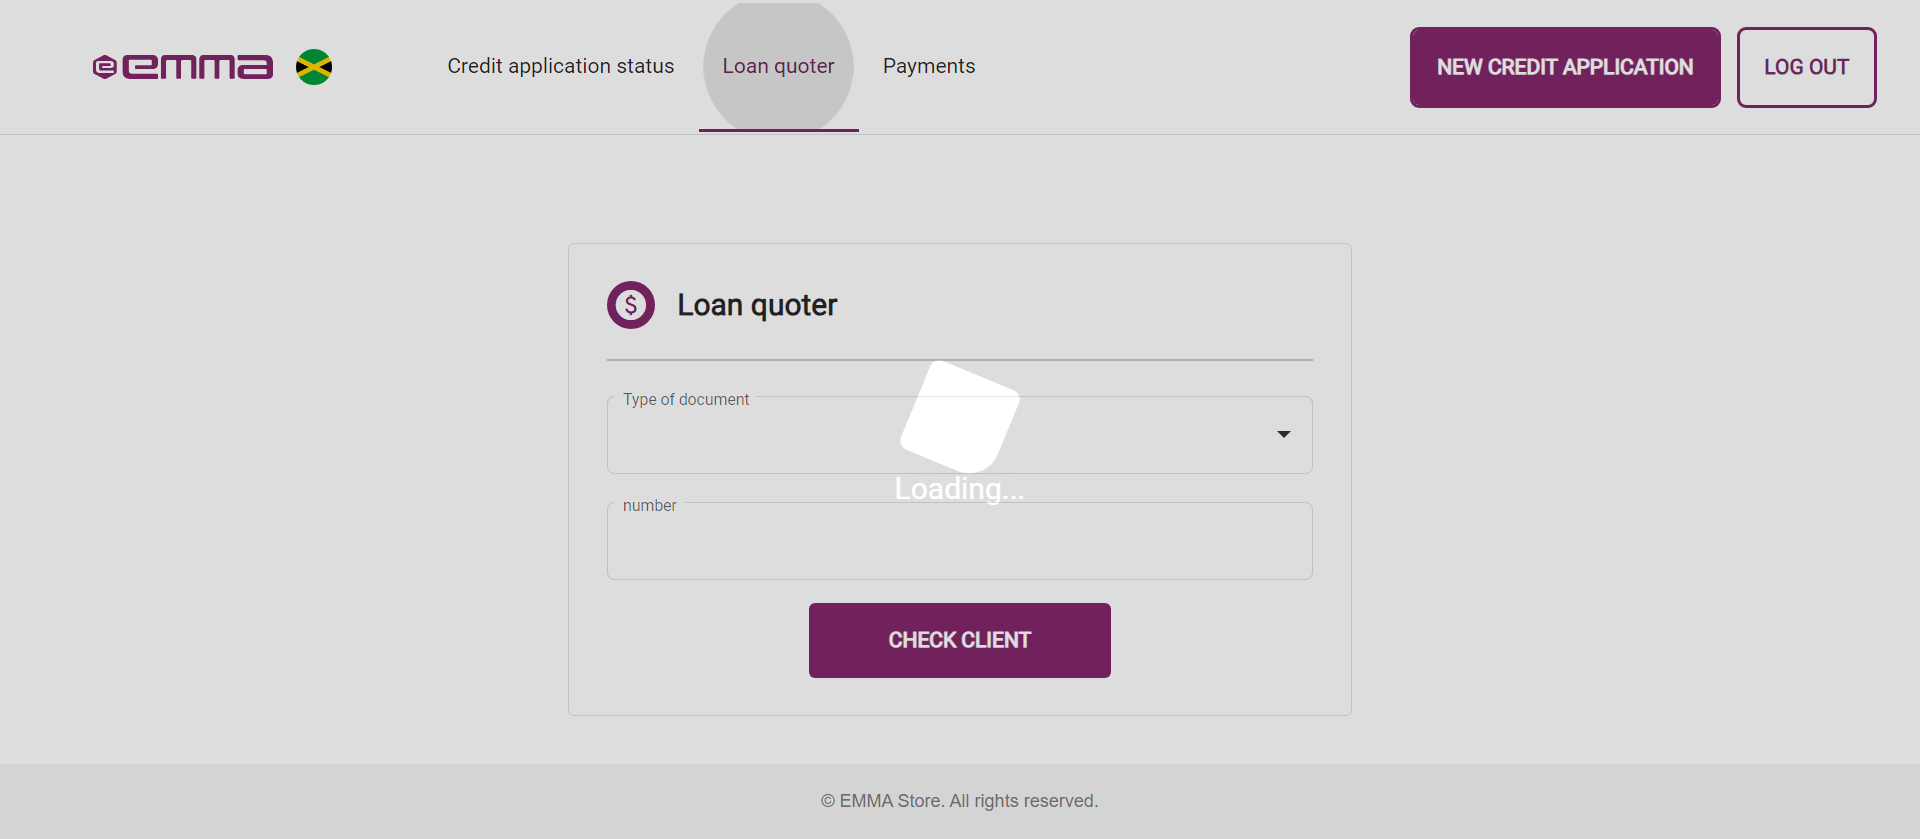 emma
Credit application status
Loan quoter
Payments
NEW CREDIT APPLICATION
LOG OUT
$ Loan quoter
Type of document
Loading...
number
CHECK CLIENT
© EMMA Store. All rights reserved.